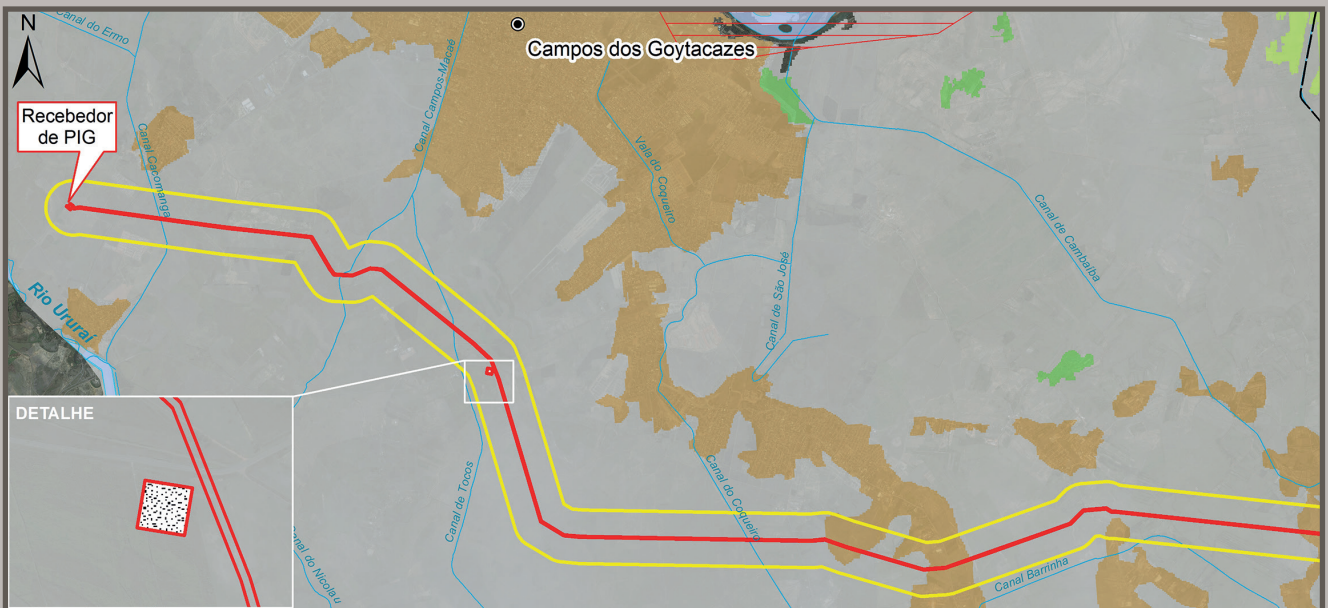 N
Canal do Ermo
Canal Campos-Macaé
Campos dos Goytacazes
Recebedor
de PIG
Canal Cacomanga
Vala do Coqueiro
Canal de Cambaíba
Canal de São José
Rio Ururaí
DETALHE
Canal de Tocos
Canal do Coqueiro
anal do Nicolau
Canal Barrinha